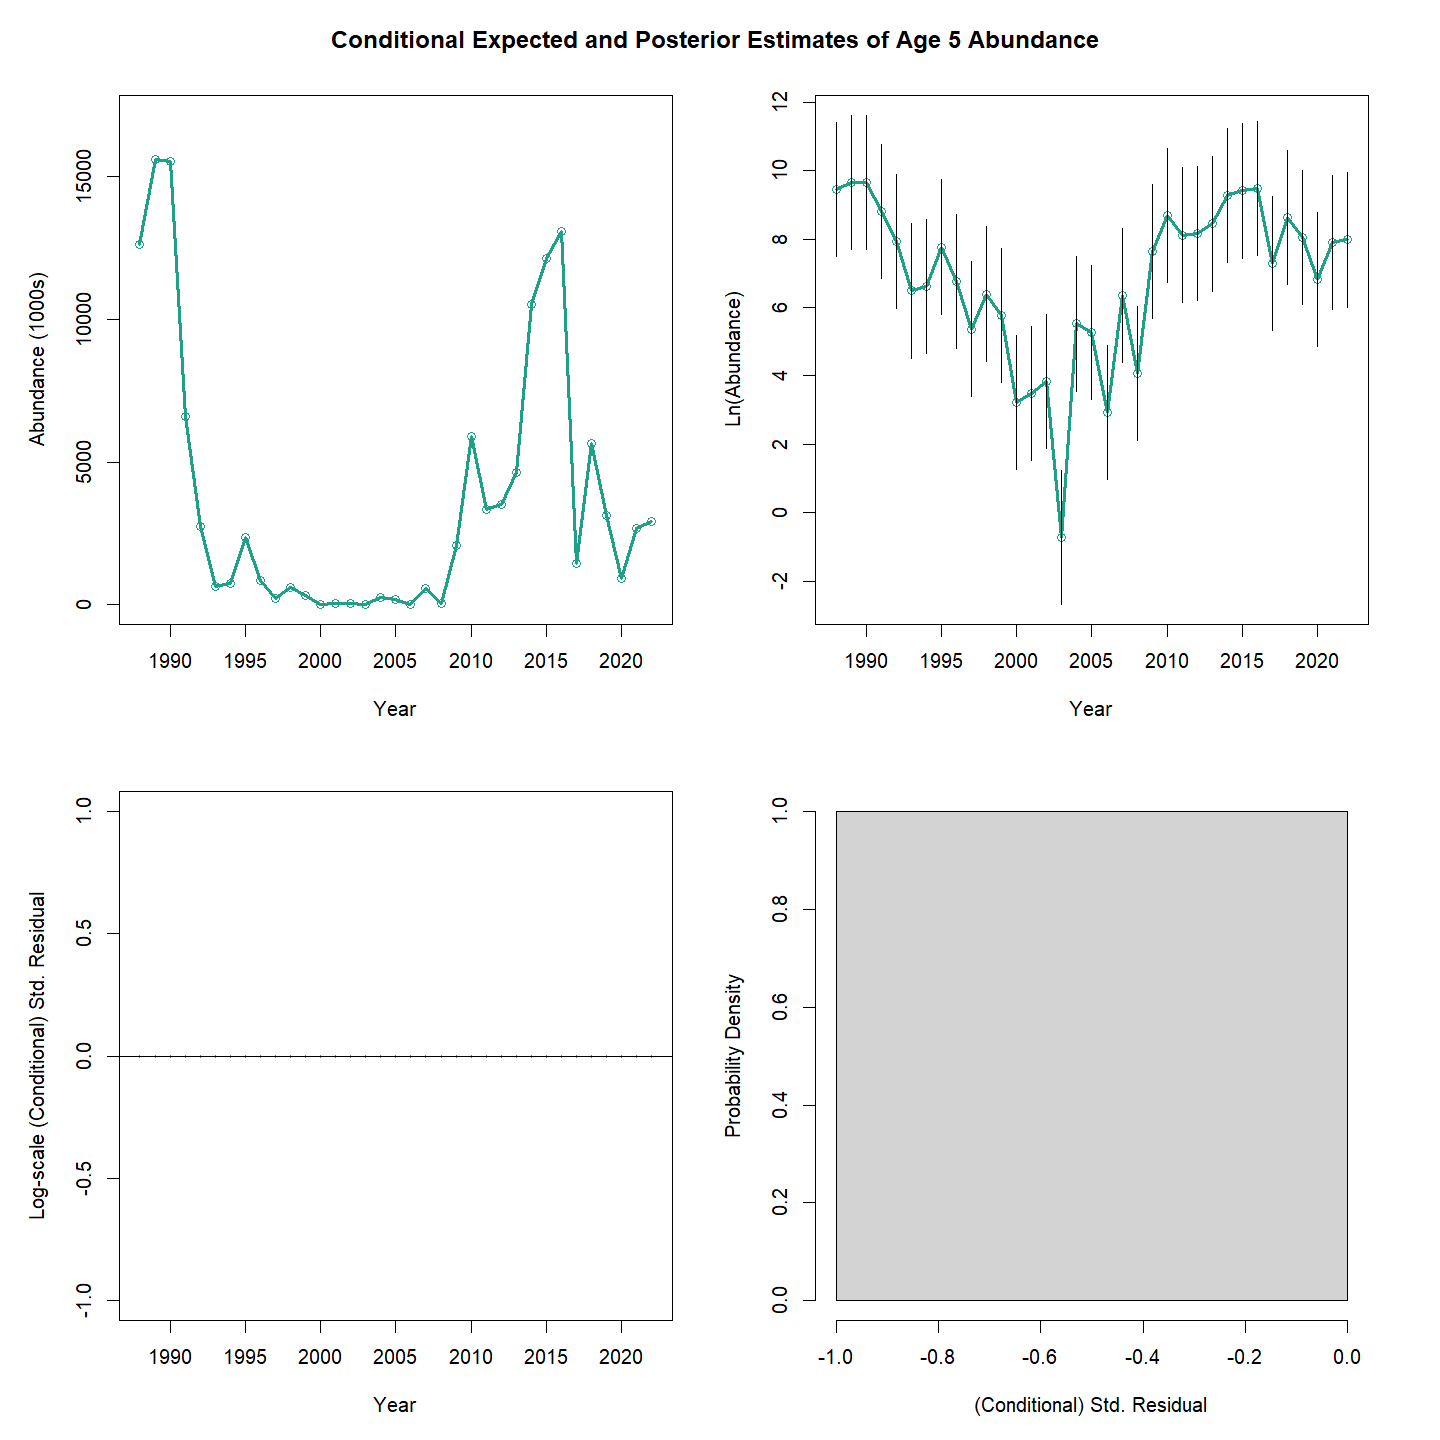 Conditional Expected and Posterior Estimates of Age 5 Abundance
Abundance (1000s)
15000
10000
5000
0
1990 1995 2000 2005 2010 2015 2020
Year
Ln(Abundance)
12
10
8
6
4
2
0
-2
1990 1995 2000 2005 2010 2015 2020
Year
Log-scale (Conditional) Std. Residual
1.0
0.5
0.0
-0.5
-1.0
1990 1995 2000 2005 2010 2015 2020
Year
Probability Density
1.0
0.8
0.6
0.4
0.2
0.0
-1.0 -0.8 -0.6 -0.4 -0.2 0.0
(Conditional) Std. Residual